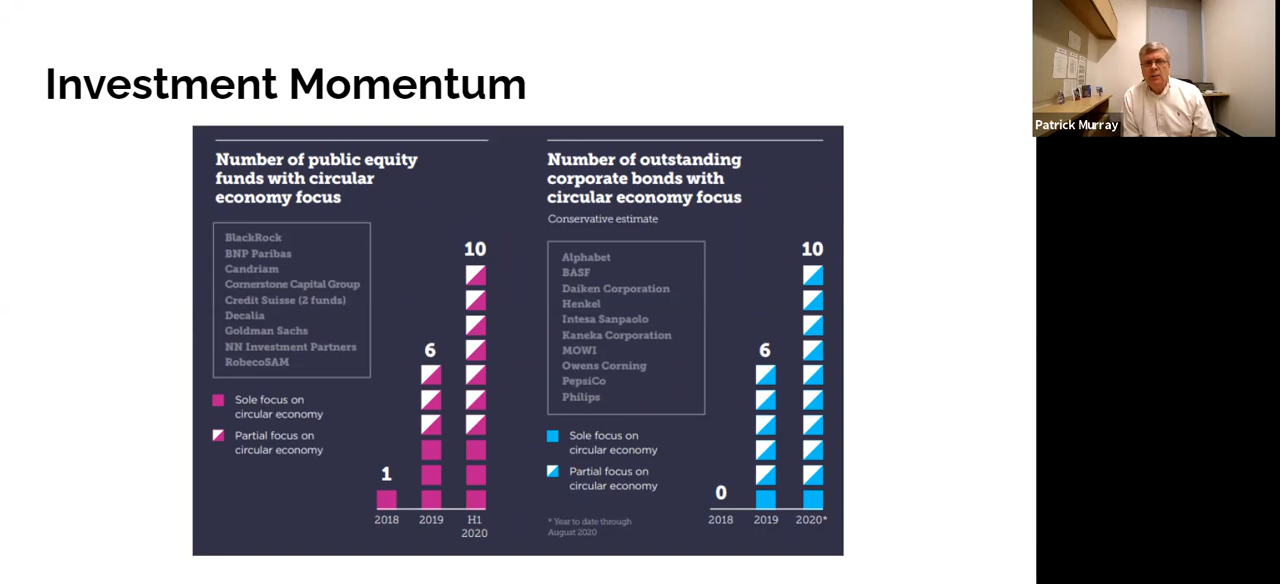 Investment Momentum
Patrick Murray
Number of public equity
funds with circular
economy focus
BlackRock
BNP Paribas
Candriam
Cornerstone Capital Group
Credit Suisse (2 funds)
Decalia
Goldman Sachs
NN Investment Partners
RobecoSAM
Sole focus on
circular economy
Partial focus on
circular economy
1
6
10
2018
2019
H1
2020
Number of outstanding
corporate bonds with
circular economy focus
Conservative estimate
Alphabet
BASF
Daiken Corporation
Henkel
Intesa Sanpaolo
Kaneka Corporation
MOWI
Owens Corning
PepsiCo
Philips
Sole focus on
circular economy
Partial focus on
circular economy
* Year to date through
August 2020
0
6
10
2018
2019
2020*